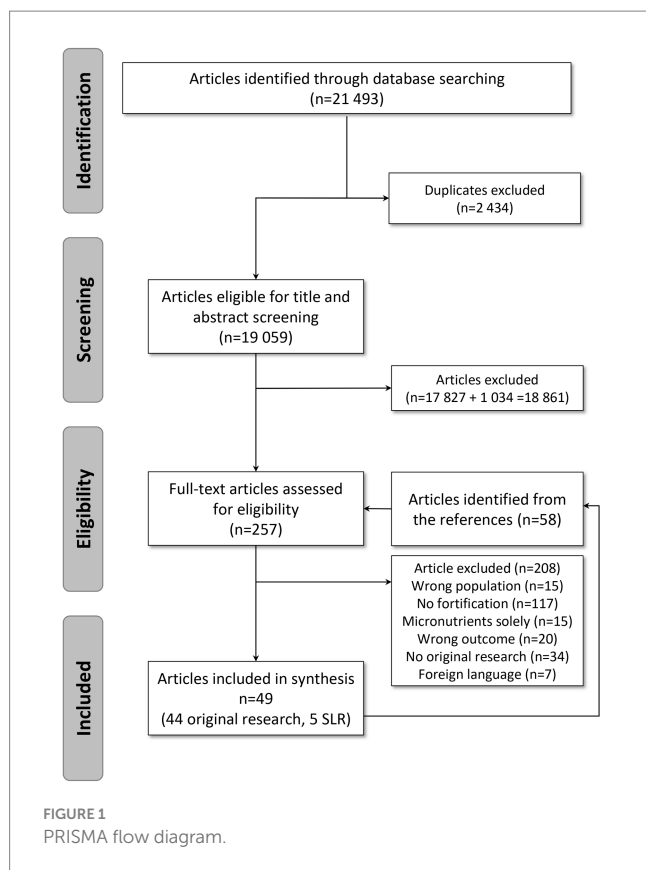 Identification
Articles identified through database searching
(n=21 493)
Duplicates excluded
(n=2 434)
Screening
Articles eligible for title and
abstract screening
(n=19 059)
Articles excluded
(n=17 827 + 1 034 =18 861)
Eligibility
Full-text articles assessed
for eligibility
(n=257)
Articles identified from
the references (n=58)
Article excluded (n=208)
Wrong population (n=15)
No fortification (n=117)
Micronutrients solely (n=15)
Wrong outcome (n=20)
No original research (n=34)
Foreign language (n=7)
Included
Articles included in synthesis
n=49
(44 original research, 5 SLR)
FIGURE 1
PRISMA flow diagram.